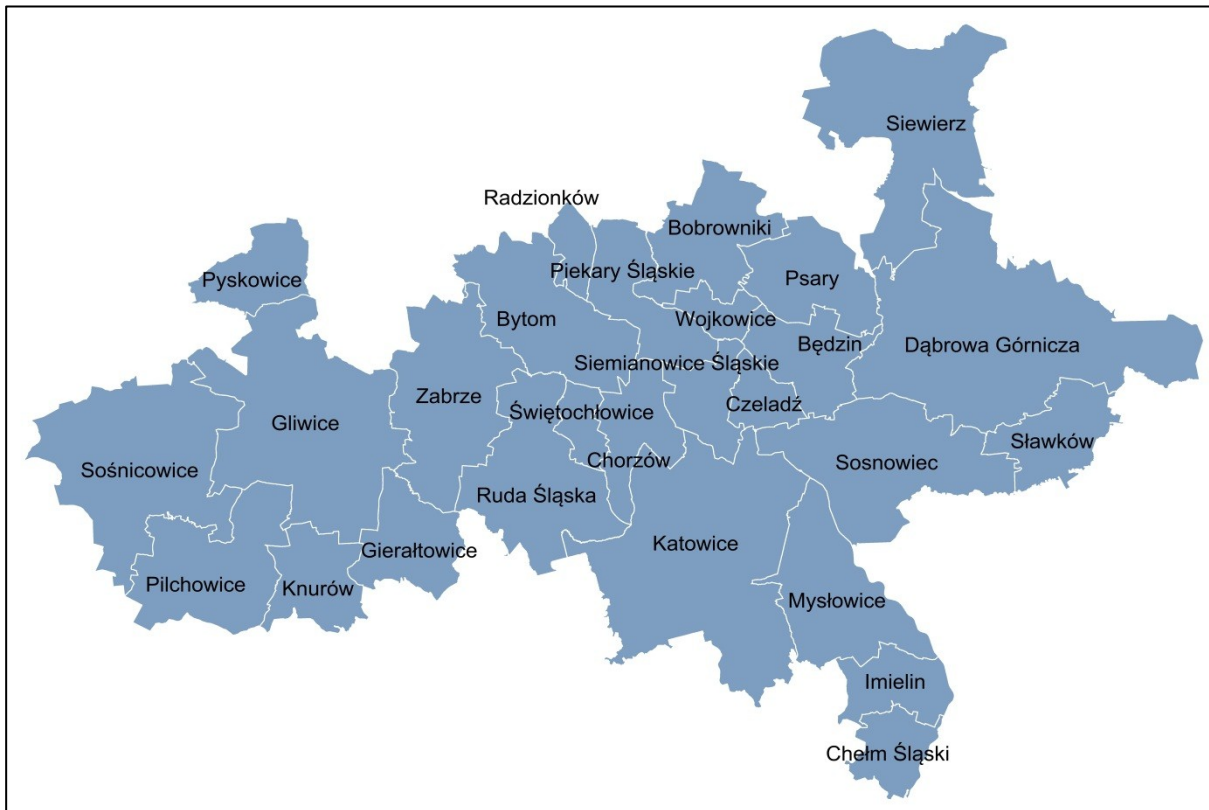 Siewierz
Radzionków
Bobrowniki
Pyskowice
Piekary Śląskie
Psary
Bytom
Wojkowice
Będzin
Dąbrowa Górnicza
Siemianowice Śląskie
Zabrze
Czeladź
Świętochłowice
Gliwice
Sławków
Sośnicowice
Chorzów
Sosnowiec
Ruda Śląska
Katowice
Gierałtowice
Pilchowice
Knurów
Mysłowice
Imielin
Chełm Śląski